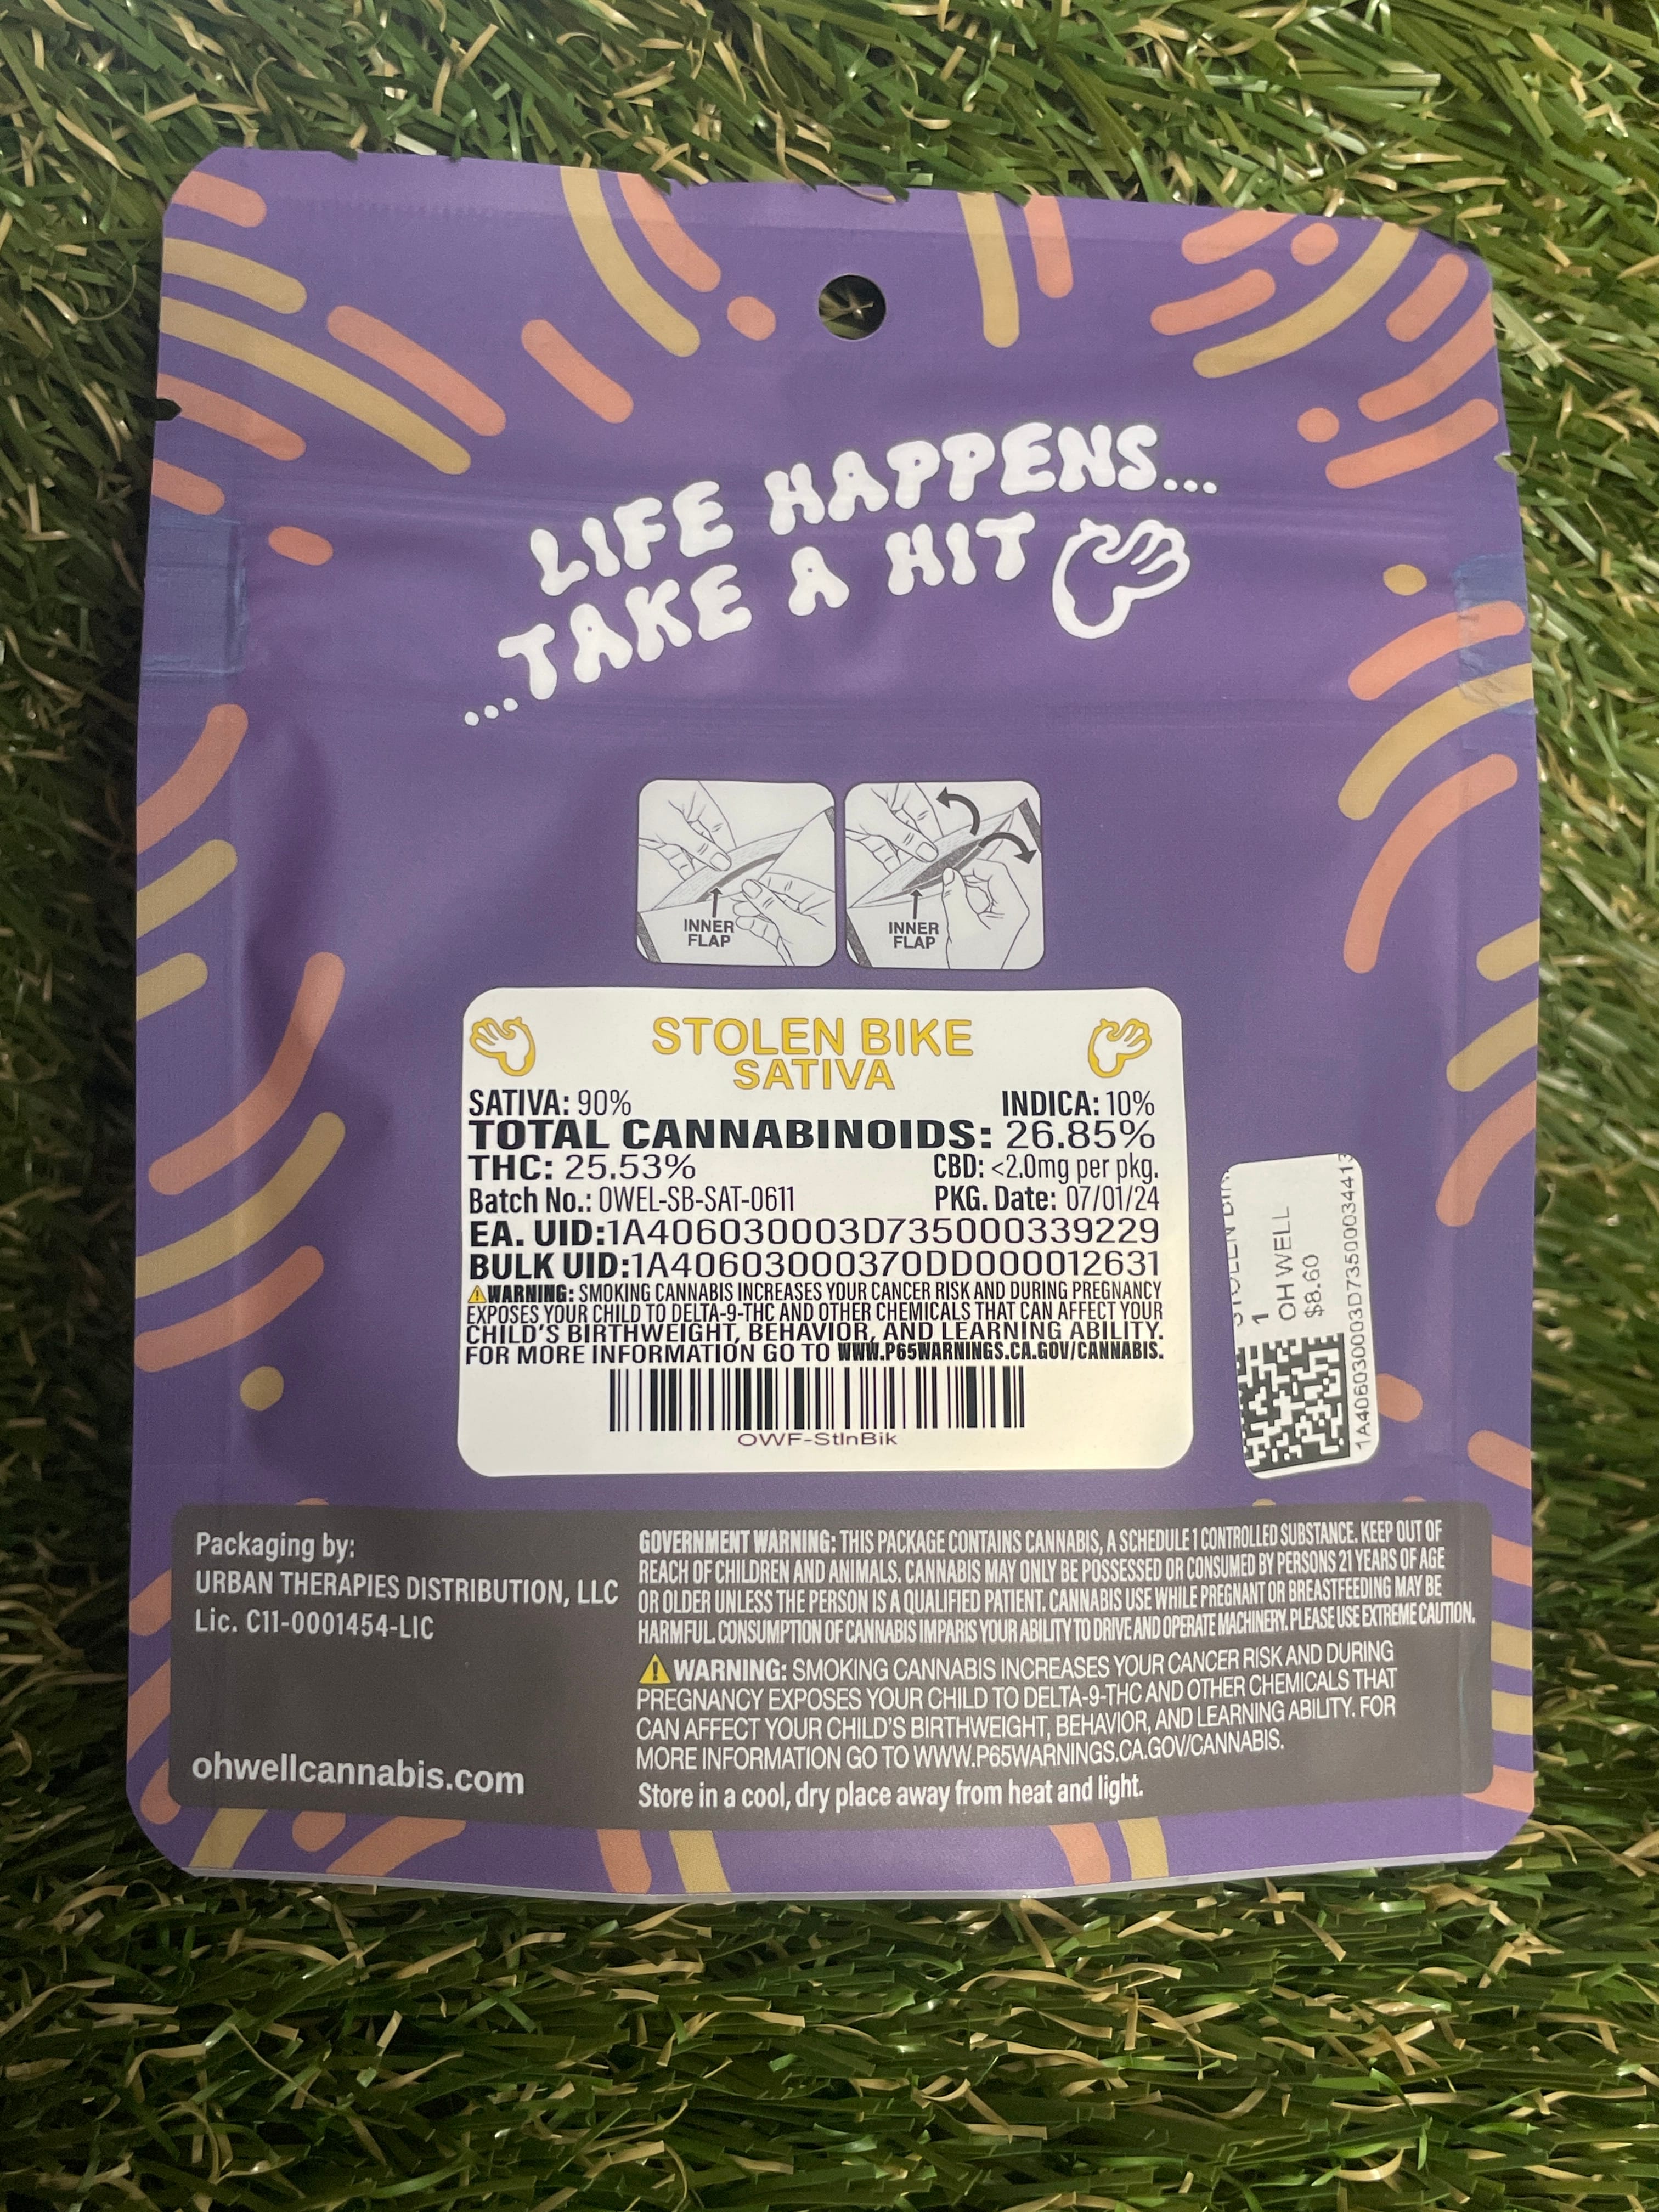 LIFE HAPPENS...
...TAKE A HIT
INNER
FLAP
INNER
FLAP
STOLEN BIKE
SATIVA
SATIVA: 90% INDICA: 10%
TOTAL CANNABINOIDS: 26.85%
THC: 25.53% CBD: <2.0mg per pkg.
Batch No.: OWEL-SB-SAT-0611 PKG. Date: 07/01/24
EA. UID:1A406030003D735000339229
BULK UID:1A40603000370DD000012631
⚠WARNING: SMOKING CANNABIS INCREASES YOUR CANCER RISK AND DURING PREGNANCY
EXPOSES YOUR CHILD TO DELTA-9-THC AND OTHER CHEMICALS THAT CAN AFFECT YOUR
CHILD'S BIRTHWEIGHT, BEHAVIOR, AND LEARNING ABILITY.
FOR MORE INFORMATION GO TO WWW.P65WARNINGS.CA.GOV/CANNABIS.
OWF-StlnBik
1
OH WELL
$8.60
1A406030003D73500034413
Packaging by:
URBAN THERAPIES DISTRIBUTION, LLC
Lic. C11-0001454-LIC
ohwellcannabis.com
GOVERNMENT WARNING: THIS PACKAGE CONTAINS CANNABIS, A SCHEDULE 1 CONTROLLED SUBSTANCE. KEEP OUT OF
REACH OF CHILDREN AND ANIMALS. CANNABIS MAY ONLY BE POSSESSED OR CONSUMED BY PERSONS 21 YEARS OF AGE
OR OLDER UNLESS THE PERSON IS A QUALIFIED PATIENT. CANNABIS USE WHILE PREGNANT OR BREASTFEEDING MAY BE
HARMFUL. CONSUMPTION OF CANNABIS IMPARIS YOUR ABILITY TO DRIVE AND OPERATE MACHINERY. PLEASE USE EXTREME CAUTION.
⚠ WARNING: SMOKING CANNABIS INCREASES YOUR CANCER RISK AND DURING
PREGNANCY EXPOSES YOUR CHILD TO DELTA-9-THC AND OTHER CHEMICALS THAT
CAN AFFECT YOUR CHILD'S BIRTHWEIGHT, BEHAVIOR, AND LEARNING ABILITY. FOR
MORE INFORMATION GO TO WWW.P65WARNINGS.CA.GOV/CANNABIS.
Store in a cool, dry place away from heat and light.